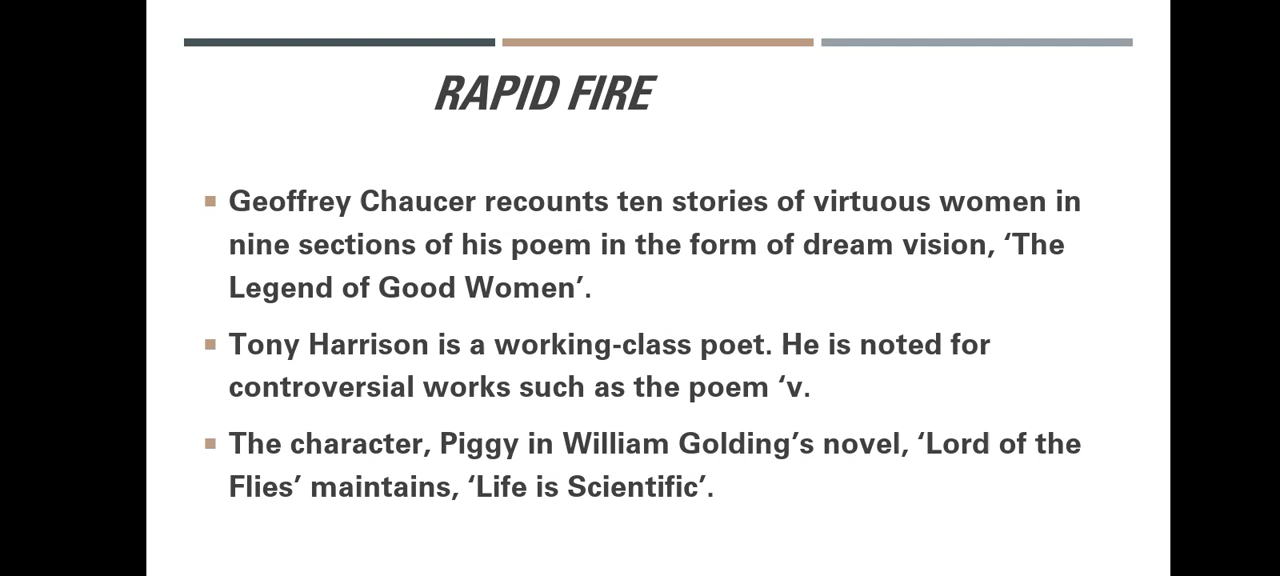 RAPID FIRE
Geoffrey Chaucer recounts ten stories of virtuous women in
nine sections of his poem in the form of dream vision, ‘The
Legend of Good Women’.
Tony Harrison is a working-class poet. He is noted for
controversial works such as the poem ‘v.
The character, Piggy in William Golding’s novel, ‘Lord of the
Flies’ maintains, ‘Life is Scientific’.